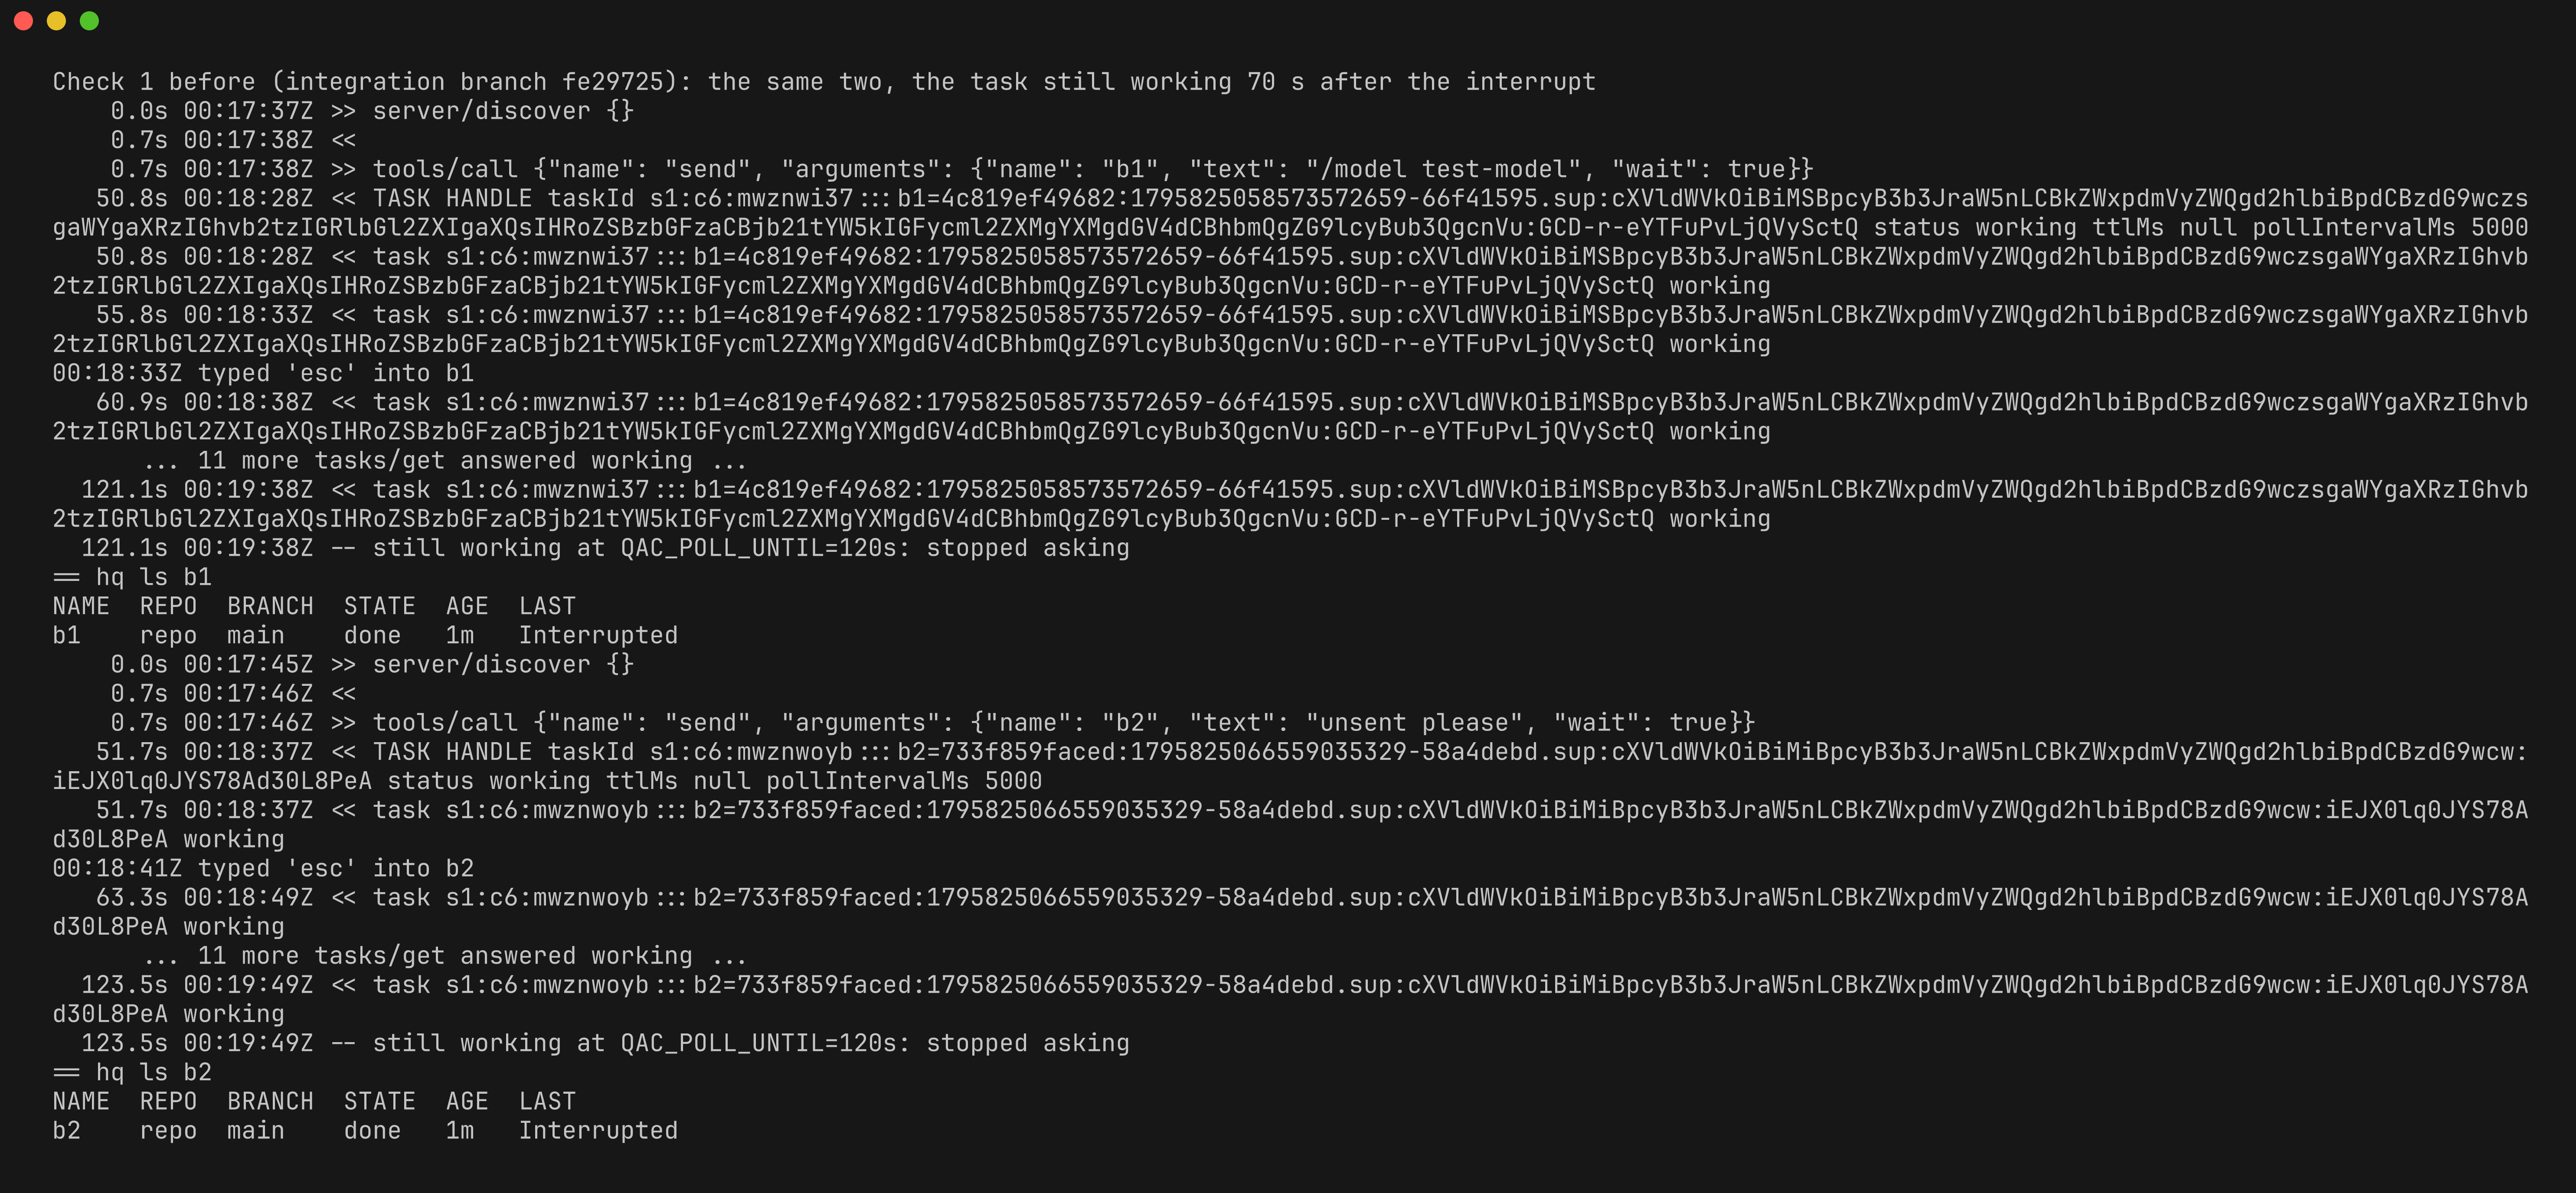 Check 1 before (integration branch fe29725): the same two, the task still working 70 s after the interrupt
0.0s 00:17:37Z >> server/discover {}
0.7s 00:17:38Z <<
0.7s 00:17:38Z >> tools/call {"name": "send", "arguments": {"name": "b1", "text": "/model test-model", "wait": true}}
50.8s 00:18:28Z << TASK HANDLE taskId s1:c6:mwznwi37:::b1=4c819ef49682:1795825058573572659-66f41595.sup:cXVldWVkOiBiMSBpcyB3b3JraW5nLCBkZWxpdmVyZWQgd2hlbiBpdCBzdG9wczs
gaWYgaXRzIGhvb2tzIGRlbGl2ZXIgaXQsIHRoZSBzbGFzaCBjb21tYW5kIGFycml2ZXMgYXMgdGV4dCBhbmQgZG9lcyBub3QgcnVu:GCD-r-eYTFuPvLjQVySctQ status working ttlMs null pollIntervalMs 5000
50.8s 00:18:28Z << task s1:c6:mwznwi37:::b1=4c819ef49682:1795825058573572659-66f41595.sup:cXVldWVkOiBiMSBpcyB3b3JraW5nLCBkZWxpdmVyZWQgd2hlbiBpdCBzdG9wczsgaWYgaXRzIGhvb
2tzIGRlbGl2ZXIgaXQsIHRoZSBzbGFzaCBjb21tYW5kIGFycml2ZXMgYXMgdGV4dCBhbmQgZG9lcyBub3QgcnVu:GCD-r-eYTFuPvLjQVySctQ working
55.8s 00:18:33Z << task s1:c6:mwznwi37:::b1=4c819ef49682:1795825058573572659-66f41595.sup:cXVldWVkOiBiMSBpcyB3b3JraW5nLCBkZWxpdmVyZWQgd2hlbiBpdCBzdG9wczsgaWYgaXRzIGhvb
2tzIGRlbGl2ZXIgaXQsIHRoZSBzbGFzaCBjb21tYW5kIGFycml2ZXMgYXMgdGV4dCBhbmQgZG9lcyBub3QgcnVu:GCD-r-eYTFuPvLjQVySctQ working
00:18:33Z typed 'esc' into b1
60.9s 00:18:38Z << task s1:c6:mwznwi37:::b1=4c819ef49682:1795825058573572659-66f41595.sup:cXVldWVkOiBiMSBpcyB3b3JraW5nLCBkZWxpdmVyZWQgd2hlbiBpdCBzdG9wczsgaWYgaXRzIGhvb
2tzIGRlbGl2ZXIgaXQsIHRoZSBzbGFzaCBjb21tYW5kIGFycml2ZXMgYXMgdGV4dCBhbmQgZG9lcyBub3QgcnVu:GCD-r-eYTFuPvLjQVySctQ working
... 11 more tasks/get answered working ...
121.1s 00:19:38Z << task s1:c6:mwznwi37:::b1=4c819ef49682:1795825058573572659-66f41595.sup:cXVldWVkOiBiMSBpcyB3b3JraW5nLCBkZWxpdmVyZWQgd2hlbiBpdCBzdG9wczsgaWYgaXRzIGhvb
2tzIGRlbGl2ZXIgaXQsIHRoZSBzbGFzaCBjb21tYW5kIGFycml2ZXMgYXMgdGV4dCBhbmQgZG9lcyBub3QgcnVu:GCD-r-eYTFuPvLjQVySctQ working
121.1s 00:19:38Z -- still working at QAC_POLL_UNTIL=120s: stopped asking
== hq ls b1
NAME REPO BRANCH STATE AGE LAST
b1 repo main done 1m Interrupted
0.0s 00:17:45Z >> server/discover {}
0.7s 00:17:46Z <<
0.7s 00:17:46Z >> tools/call {"name": "send", "arguments": {"name": "b2", "text": "unsent please", "wait": true}}
51.7s 00:18:37Z << TASK HANDLE taskId s1:c6:mwznwoyb:::b2=733f859faced:1795825066559035329-58a4debd.sup:cXVldWVkOiBiMiBpcyB3b3JraW5nLCBkZWxpdmVyZWQgd2hlbiBpdCBzdG9wcw:
iEJX0lq0JYS78Ad30L8PeA status working ttlMs null pollIntervalMs 5000
51.7s 00:18:37Z << task s1:c6:mwznwoyb:::b2=733f859faced:1795825066559035329-58a4debd.sup:cXVldWVkOiBiMiBpcyB3b3JraW5nLCBkZWxpdmVyZWQgd2hlbiBpdCBzdG9wcw:iEJX0lq0JYS78A
d30L8PeA working
00:18:41Z typed 'esc' into b2
63.3s 00:18:49Z << task s1:c6:mwznwoyb:::b2=733f859faced:1795825066559035329-58a4debd.sup:cXVldWVkOiBiMiBpcyB3b3JraW5nLCBkZWxpdmVyZWQgd2hlbiBpdCBzdG9wcw:iEJX0lq0JYS78A
d30L8PeA working
... 11 more tasks/get answered working ...
123.5s 00:19:49Z << task s1:c6:mwznwoyb:::b2=733f859faced:1795825066559035329-58a4debd.sup:cXVldWVkOiBiMiBpcyB3b3JraW5nLCBkZWxpdmVyZWQgd2hlbiBpdCBzdG9wcw:iEJX0lq0JYS78A
d30L8PeA working
123.5s 00:19:49Z -- still working at QAC_POLL_UNTIL=120s: stopped asking
== hq ls b2
NAME REPO BRANCH STATE AGE LAST
b2 repo main done 1m Interrupted